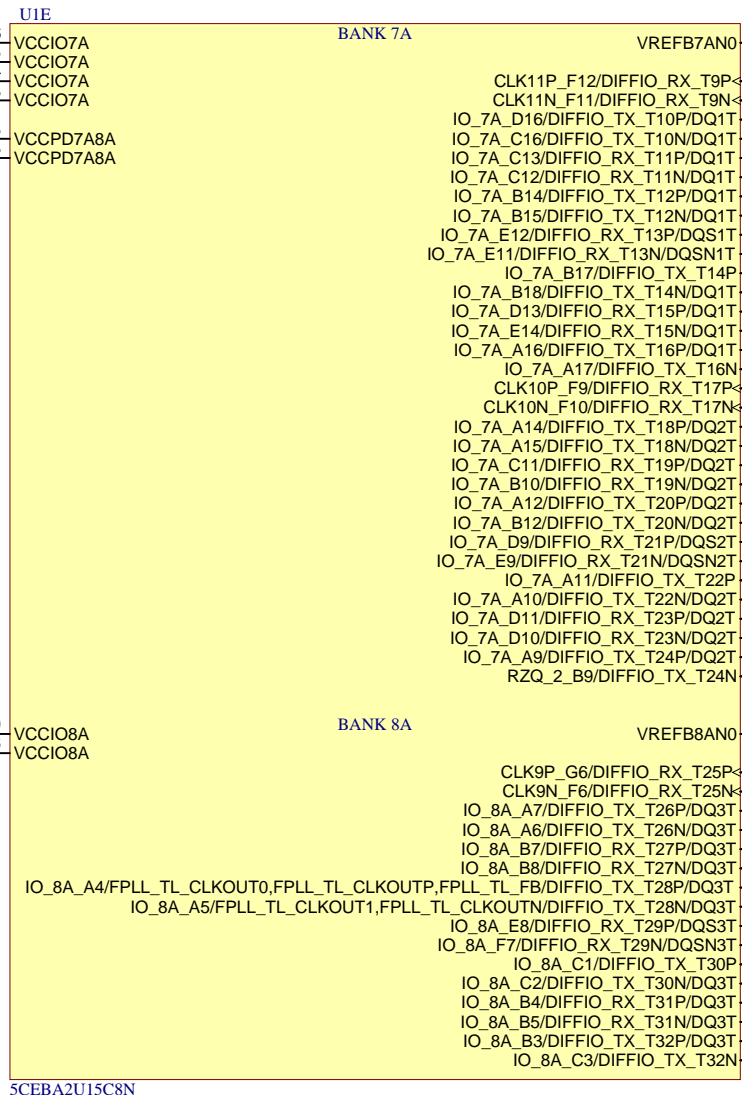 U1E
BANK 7A
VCCIO7A VREFB7AN0
VCCIO7A
VCCIO7A CLK11P_F12/DIFFIO_RX_T9P
VCCIO7A CLK11N_F11/DIFFIO_RX_T9N
IO_7A_D16/DIFFIO_TX_T10P/DQ1T
VCCPD7A8A IO_7A_C16/DIFFIO_TX_T10N/DQ1T
VCCPD7A8A IO_7A_C13/DIFFIO_RX_T11P/DQ1T
IO_7A_C12/DIFFIO_RX_T11N/DQ1T
IO_7A_B14/DIFFIO_TX_T12P/DQ1T
IO_7A_B15/DIFFIO_TX_T12N/DQ1T
IO_7A_E12/DIFFIO_RX_T13P/DQS1T
IO_7A_E11/DIFFIO_RX_T13N/DQSN1T
IO_7A_B17/DIFFIO_TX_T14P
IO_7A_B18/DIFFIO_TX_T14N/DQ1T
IO_7A_D13/DIFFIO_RX_T15P/DQ1T
IO_7A_E14/DIFFIO_RX_T15N/DQ1T
IO_7A_A16/DIFFIO_TX_T16P/DQ1T
IO_7A_A17/DIFFIO_TX_T16N
CLK10P_F9/DIFFIO_RX_T17P
CLK10N_F10/DIFFIO_RX_T17N
IO_7A_A14/DIFFIO_TX_T18P/DQ2T
IO_7A_A15/DIFFIO_TX_T18N/DQ2T
IO_7A_C11/DIFFIO_RX_T19P/DQ2T
IO_7A_B10/DIFFIO_RX_T19N/DQ2T
IO_7A_A12/DIFFIO_TX_T20P/DQ2T
IO_7A_B12/DIFFIO_TX_T20N/DQ2T
IO_7A_D9/DIFFIO_RX_T21P/DQS2T
IO_7A_E9/DIFFIO_RX_T21N/DQSN2T
IO_7A_A11/DIFFIO_TX_T22P
IO_7A_A10/DIFFIO_TX_T22N/DQ2T
IO_7A_D11/DIFFIO_RX_T23P/DQ2T
IO_7A_D10/DIFFIO_RX_T23N/DQ2T
IO_7A_A9/DIFFIO_TX_T24P/DQ2T
RZQ_2_B9/DIFFIO_TX_T24N
BANK 8A
VCCIO8A VREFB8AN0
VCCIO8A
CLK9P_G6/DIFFIO_RX_T25P
CLK9N_F6/DIFFIO_RX_T25N
IO_8A_A7/DIFFIO_TX_T26P/DQ3T
IO_8A_A6/DIFFIO_TX_T26N/DQ3T
IO_8A_B7/DIFFIO_RX_T27P/DQ3T
IO_8A_B8/DIFFIO_RX_T27N/DQ3T
IO_8A_A4/FPLL_TL_CLKOUT0,FPLL_TL_CLKOUTP,FPLL_TL_FB/DIFFIO_TX_T28P/DQ3T
IO_8A_A5/FPLL_TL_CLKOUT1,FPLL_TL_CLKOUTN/DIFFIO_TX_T28N/DQ3T
IO_8A_E8/DIFFIO_RX_T29P/DQS3T
IO_8A_F7/DIFFIO_RX_T29N/DQSN3T
IO_8A_C1/DIFFIO_TX_T30P
IO_8A_C2/DIFFIO_TX_T30N/DQ3T
IO_8A_B4/DIFFIO_RX_T31P/DQ3T
IO_8A_B5/DIFFIO_RX_T31N/DQ3T
IO_8A_B3/DIFFIO_TX_T32P/DQ3T
IO_8A_C3/DIFFIO_TX_T32N
5CEBA2U15C8N